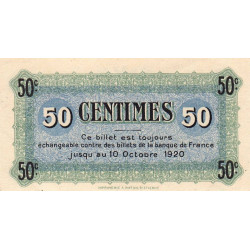 50c 50c
50 CENTIMES 50
Ce billet est toujours
échangeable contre des billets de la banque de France
jusqu au 10 Octobre 1920
50c 50c